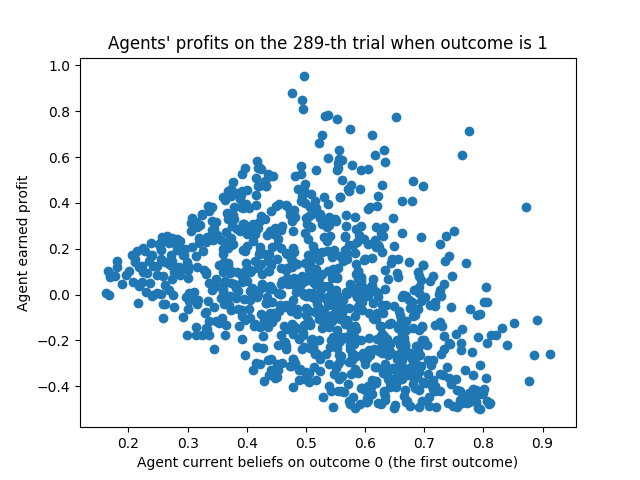 Agents' profits on the 289-th trial when outcome is 1
1.0
0.8
0.6
0.4
0.2
0.0
−0.2
−0.4
Agent earned profit
0.2 0.3 0.4 0.5 0.6 0.7 0.8 0.9
Agent current beliefs on outcome 0 (the first outcome)